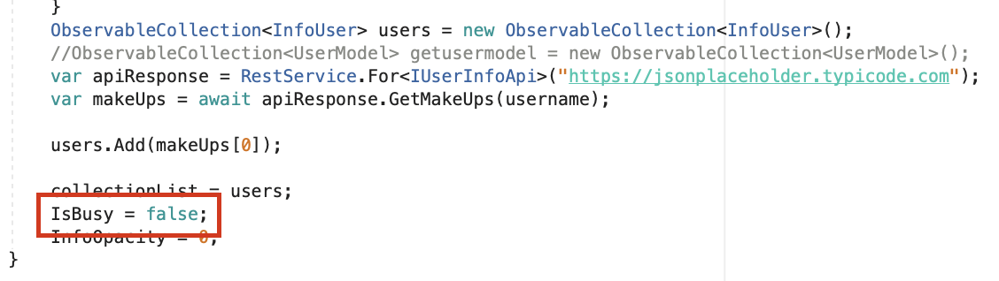 }
ObservableCollection<InfoUser> users = new ObservableCollection<InfoUser>();
//ObservableCollection<UserModel> getusermodel = new ObservableCollection<UserModel>();
var apiResponse = RestService.For<IUserInfoApi>("https://jsonplaceholder.typicode.com");
var makeUps = await apiResponse.GetMakeUps(username);
users.Add(makeUps[0]);
collectionList = users;
IsBusy = false;
InfoOpacity = 0;
}